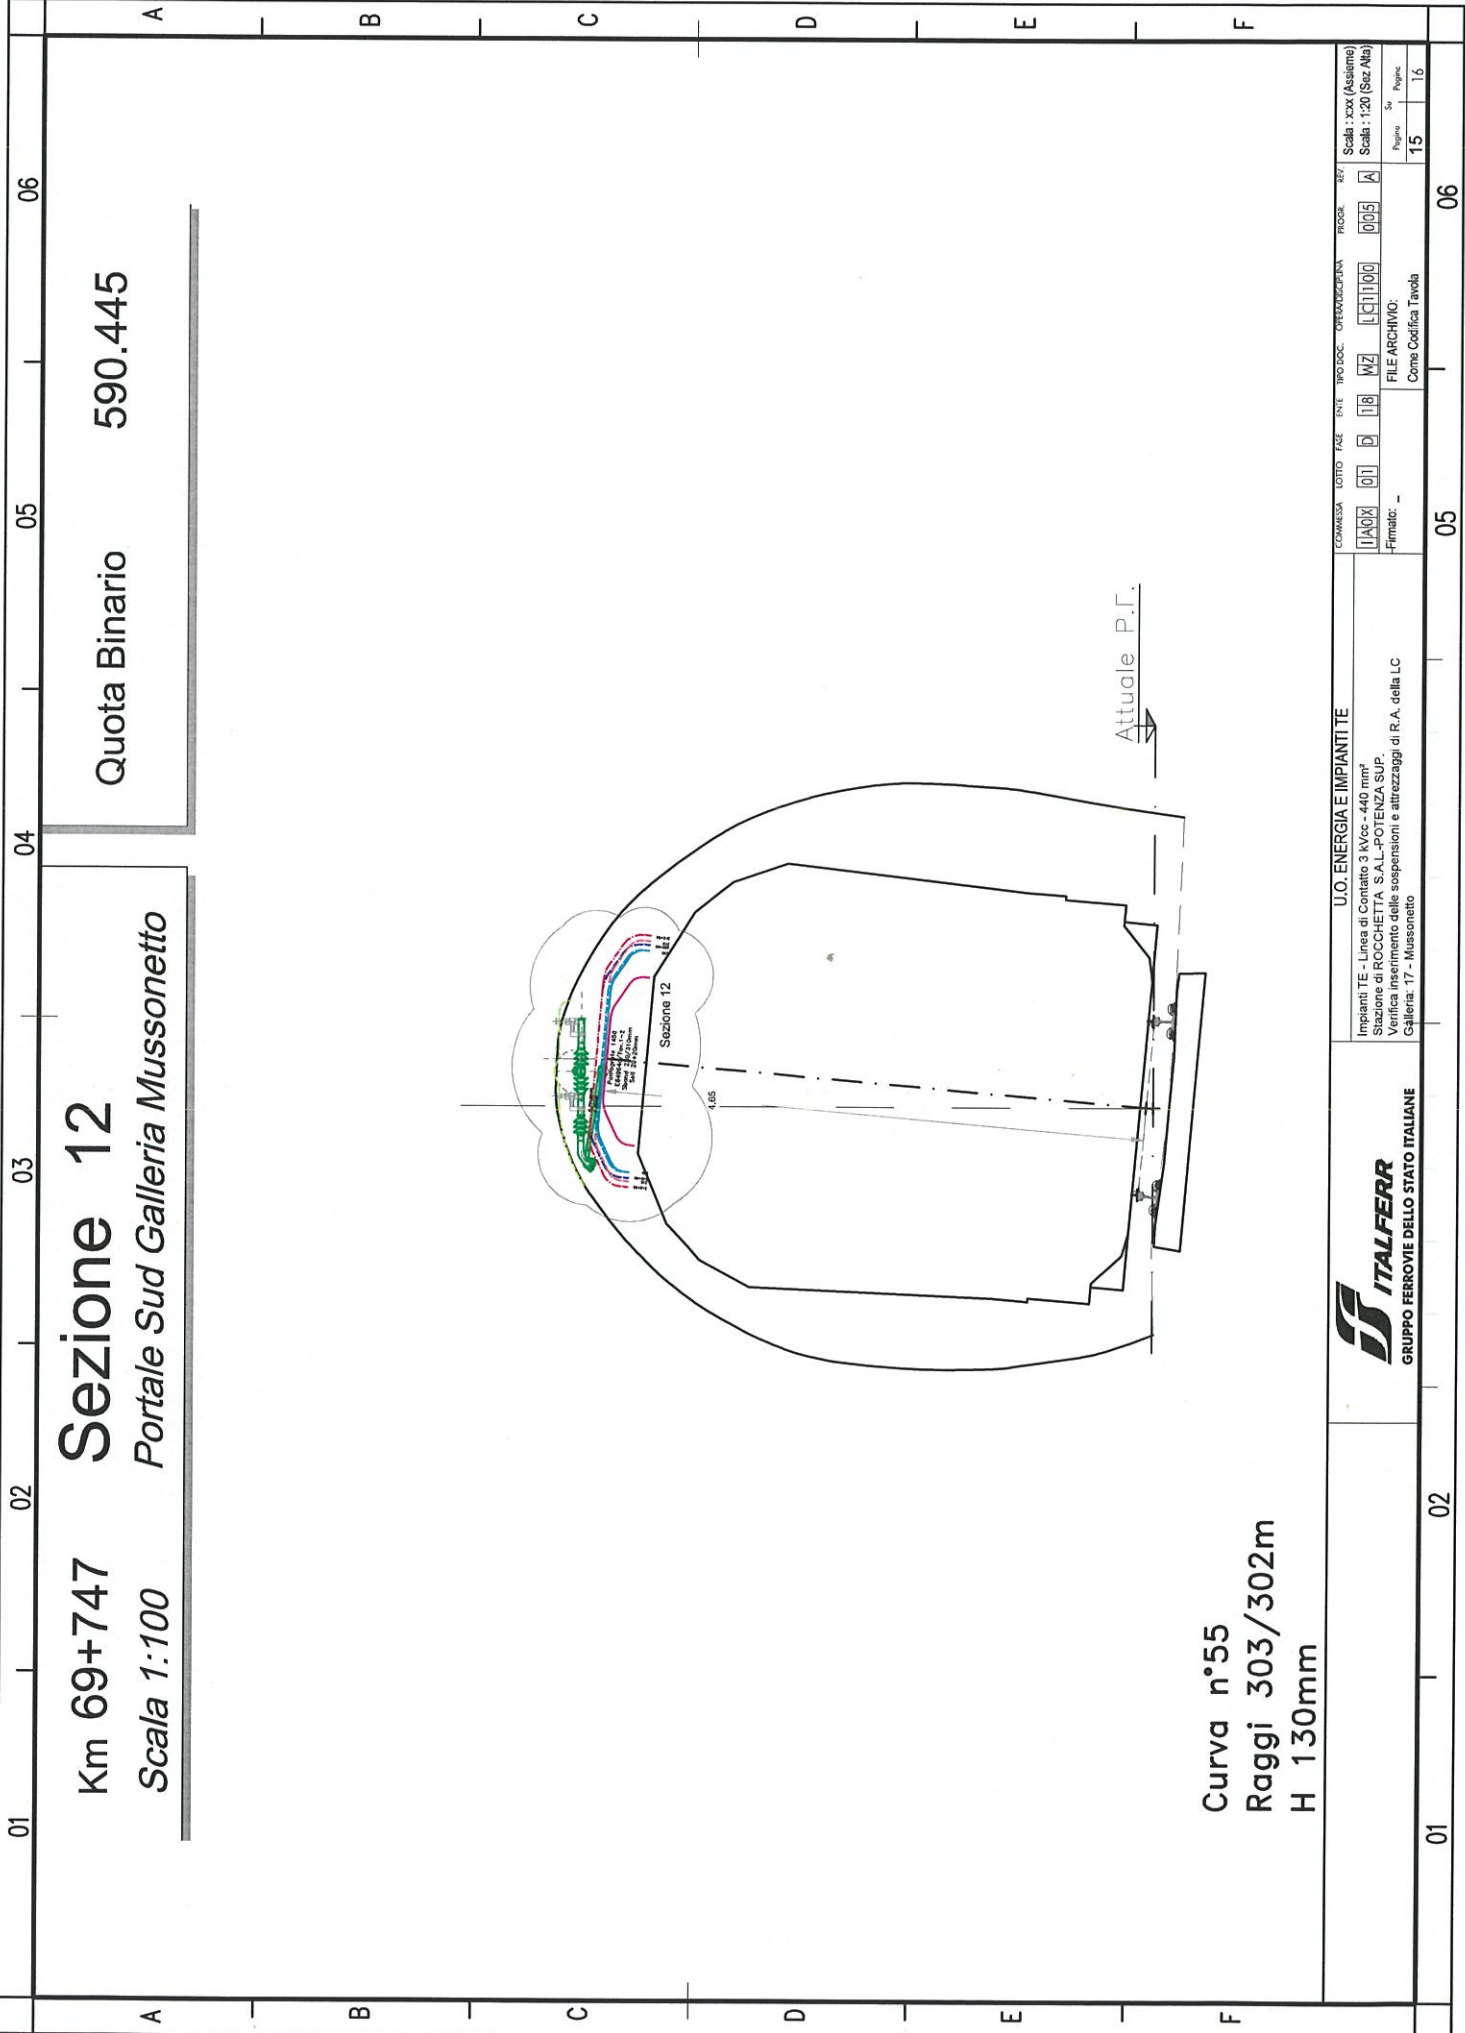 01 02 03 04 05 06
A B C D E F
Km 69+747 Sezione 12
Scala 1:100 Portale Sud Galleria Mussonetto
Quota Binario 590.445
Sezione 12
4,65
Attuale P.F.
Curva n°55
Raggi 303/302m
H 130mm
ITALFERR
GRUPPO FERROVIE DELLO STATO ITALIANE
U.O. ENERGIA E IMPIANTI TE
Impianti TE - Linea di Contatto 3 kVcc - 440 mm²
Stazione di ROCCHETTA S.A.L.-POTENZA SUP.
Verifica inserimento delle sospensioni e attrezzaggi di R.A. della LC
Galleria: 17 - Mussonetto
COMMESSA LOTTO FASE ENTE TIPO DOC. OPERA/DISCIPLINA PROGR. REV.
IA0X 01 D 18 WZ LC1100 005 A
Firmato: _
FILE ARCHIVIO:
Come Codifica Tavola
Scala : xxx (Assieme)
Scala : 1:20 (Sez Alta)
Pagina Su Pagine
15 16
A B C D E F
01 02 05 06